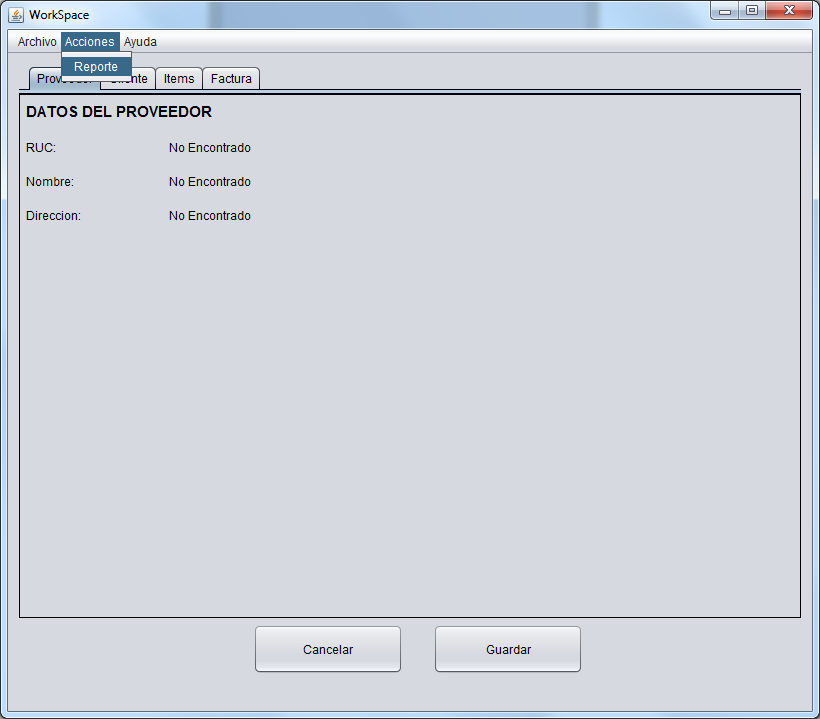 WorkSpace
Archivo Acciones Ayuda
Reporte
Items Factura
DATOS DEL PROVEEDOR
RUC: No Encontrado
Nombre: No Encontrado
Direccion: No Encontrado
Cancelar Guardar